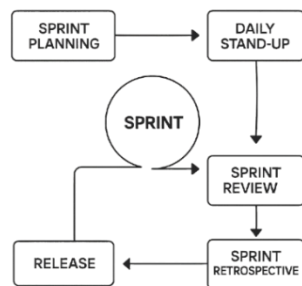 SPRINT
PLANNING
DAILY
STAND-UP
SPRINT
SPRINT
REVIEW
RELEASE
SPRINT
RETROSPECTIVE